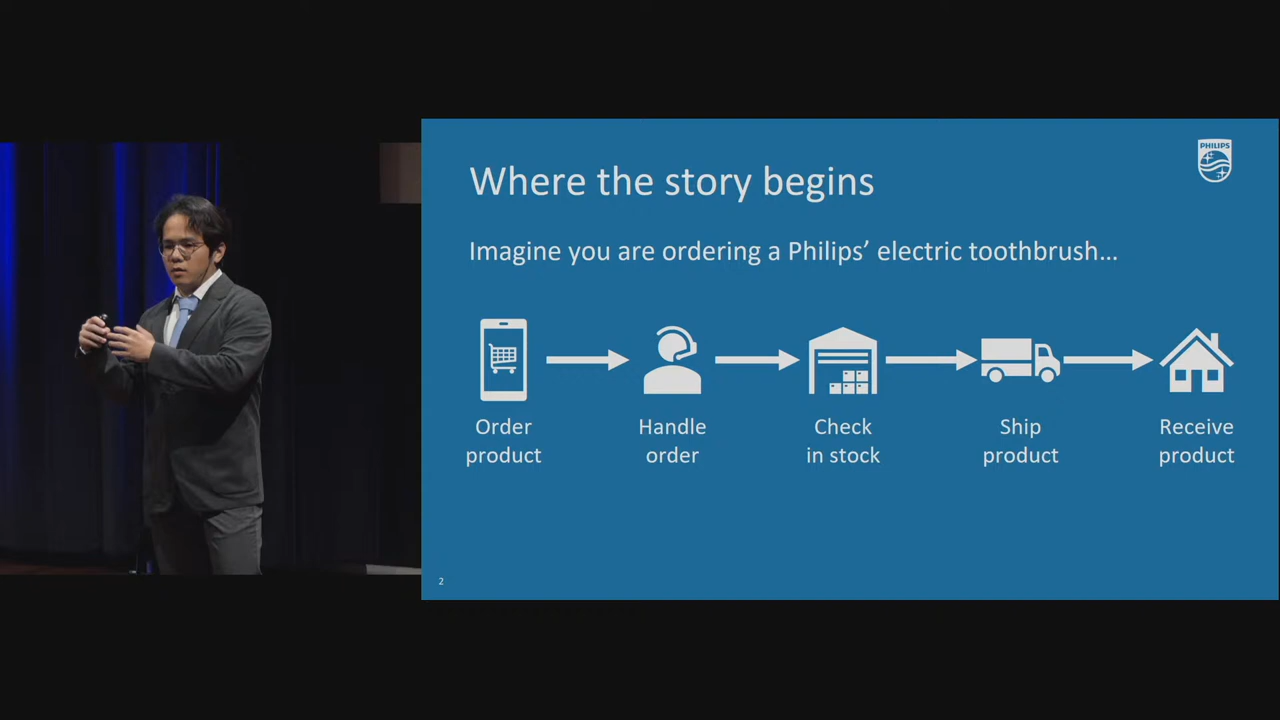 PHILIPS
Where the story begins
Imagine you are ordering a Philips’ electric toothbrush…
Order
product
Handle
order
Check
in stock
Ship
product
Receive
product
2